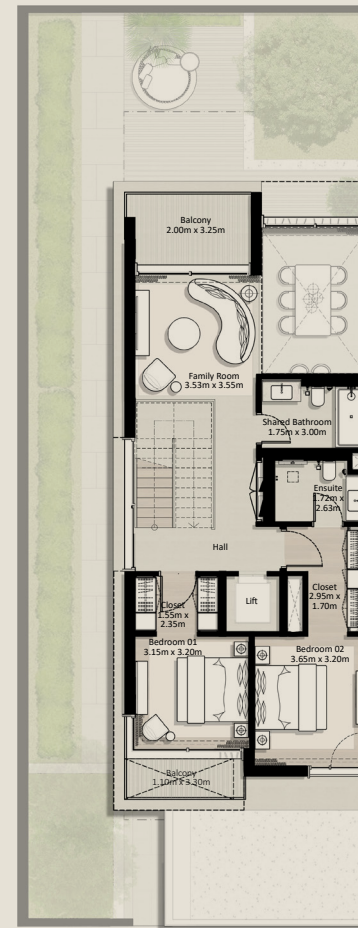 Balcony
2.00m x 3.25m
Family Room
3.53m x 3.55m
Shared Bathroom
1.75m x 3.00m
Ensuite
1.72m x
2.63m
Hall
Closet
1.55m x
2.35m
Lift
Closet
2.95m x
1.70m
Bedroom 01
3.15m x 3.20m
Bedroom 02
3.65m x 3.20m
Balcony
1.10m x 3.30m